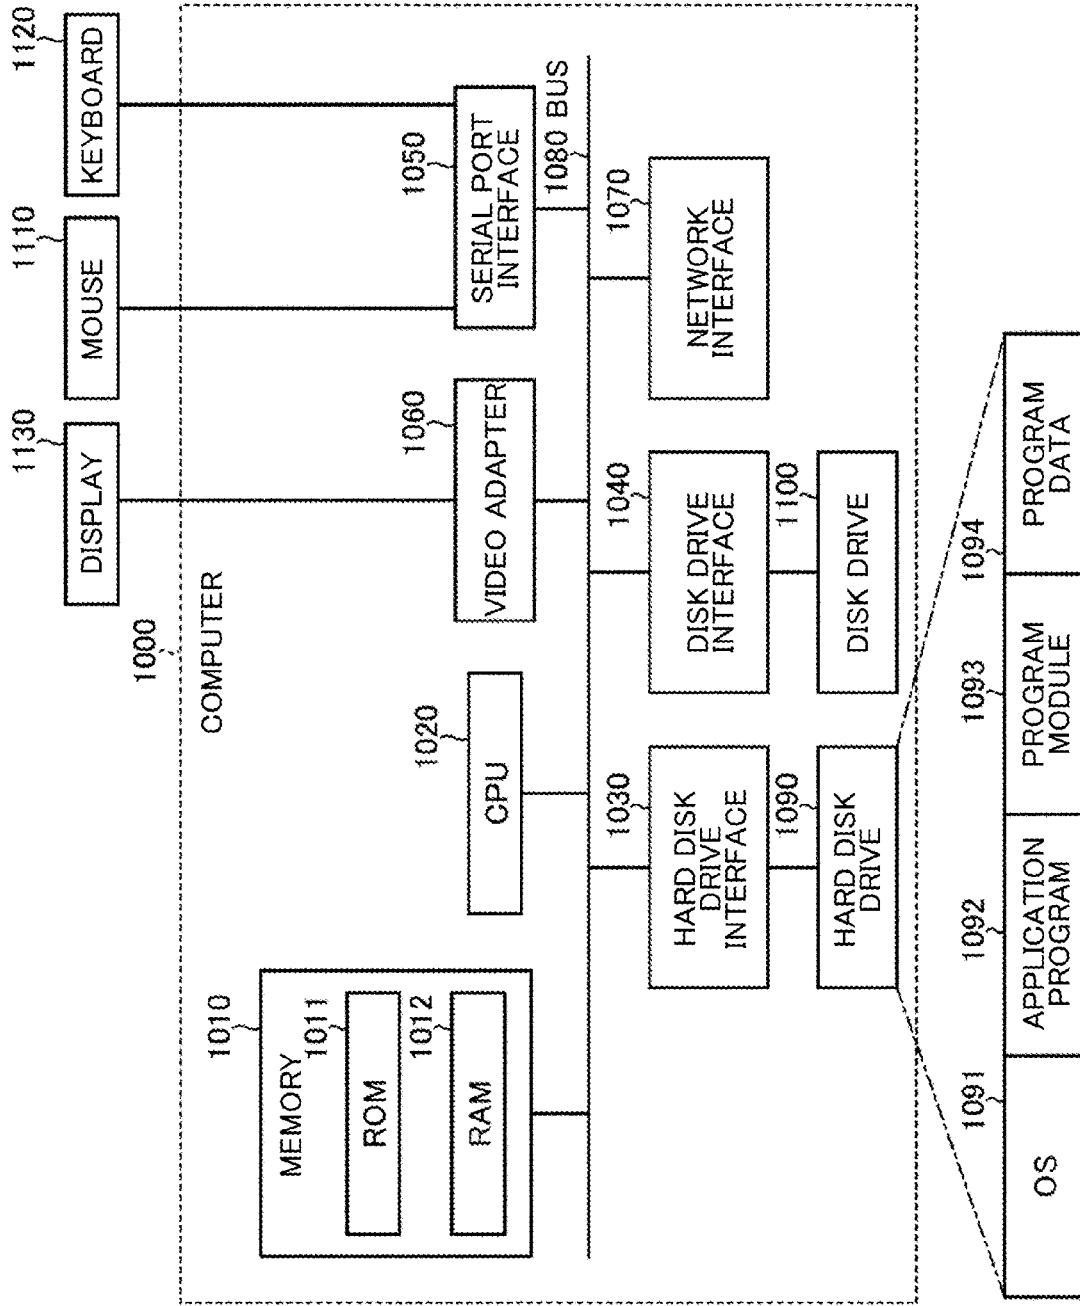 1000
COMPUTER
1010
MEMORY
1011
ROM
1012
RAM
1020
CPU
1130
DISPLAY
1110
MOUSE
1120
KEYBOARD
1060
VIDEO ADAPTER
1050
SERIAL PORT
INTERFACE
1080 BUS
1030
HARD DISK
DRIVE
INTERFACE
1040
DISK DRIVE
INTERFACE
1070
NETWORK
INTERFACE
1090
HARD DISK
DRIVE
1100
DISK DRIVE
1091
OS
1092
APPLICATION
PROGRAM
1093
PROGRAM
MODULE
1094
PROGRAM
DATA